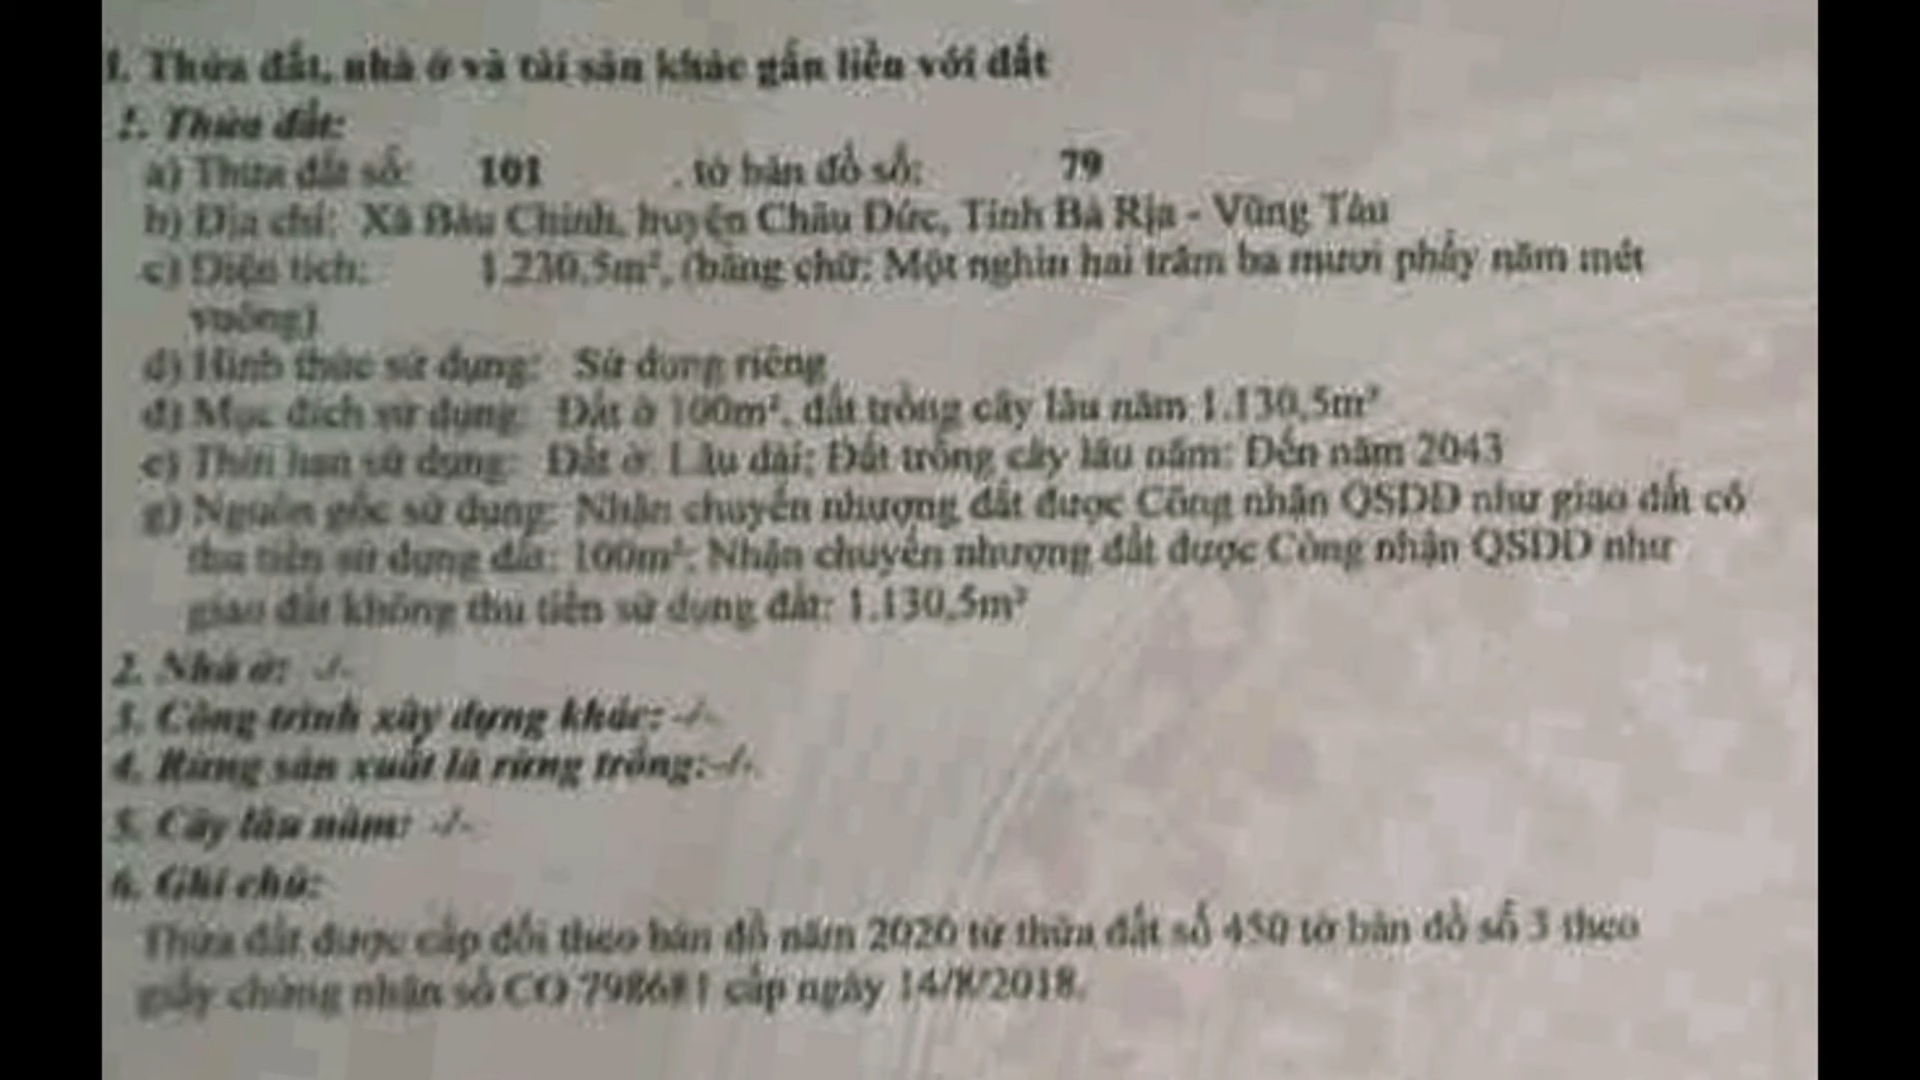 I. Thửa đất, nhà ở và tài sản khác gắn liền với đất
1. Thửa đất:
a) Thửa đất số: 101 , tờ bản đồ số: 79
b) Địa chỉ: Xã Bàu Chinh, huyện Châu Đức, Tỉnh Bà Rịa - Vũng Tàu
c) Diện tích: 1.230,5m², (bằng chữ: Một nghìn hai trăm ba mươi phẩy năm mét
vuông)
d) Hình thức sử dụng: Sử dụng riêng
đ) Mục đích sử dụng: Đất ở 100m², đất trồng cây lâu năm 1.130,5m²
e) Thời hạn sử dụng: Đất ở: Lâu dài; Đất trồng cây lâu năm: Đến năm 2043
g) Nguồn gốc sử dụng: Nhận chuyển nhượng đất được Công nhận QSDĐ như giao đất có
thu tiền sử dụng đất: 100m²; Nhận chuyển nhượng đất được Công nhận QSDĐ như
giao đất không thu tiền sử dụng đất: 1.130,5m²
2. Nhà ở: -/-
3. Công trình xây dựng khác: -/-
4. Rừng sản xuất là rừng trồng: -/-
5. Cây lâu năm: -/-
6. Ghi chú:
Thửa đất được cấp đổi theo bản đồ năm 2020 từ thửa đất số 450 tờ bản đồ số 3 theo
giấy chứng nhận số CO 798681 cấp ngày 14/8/2018.